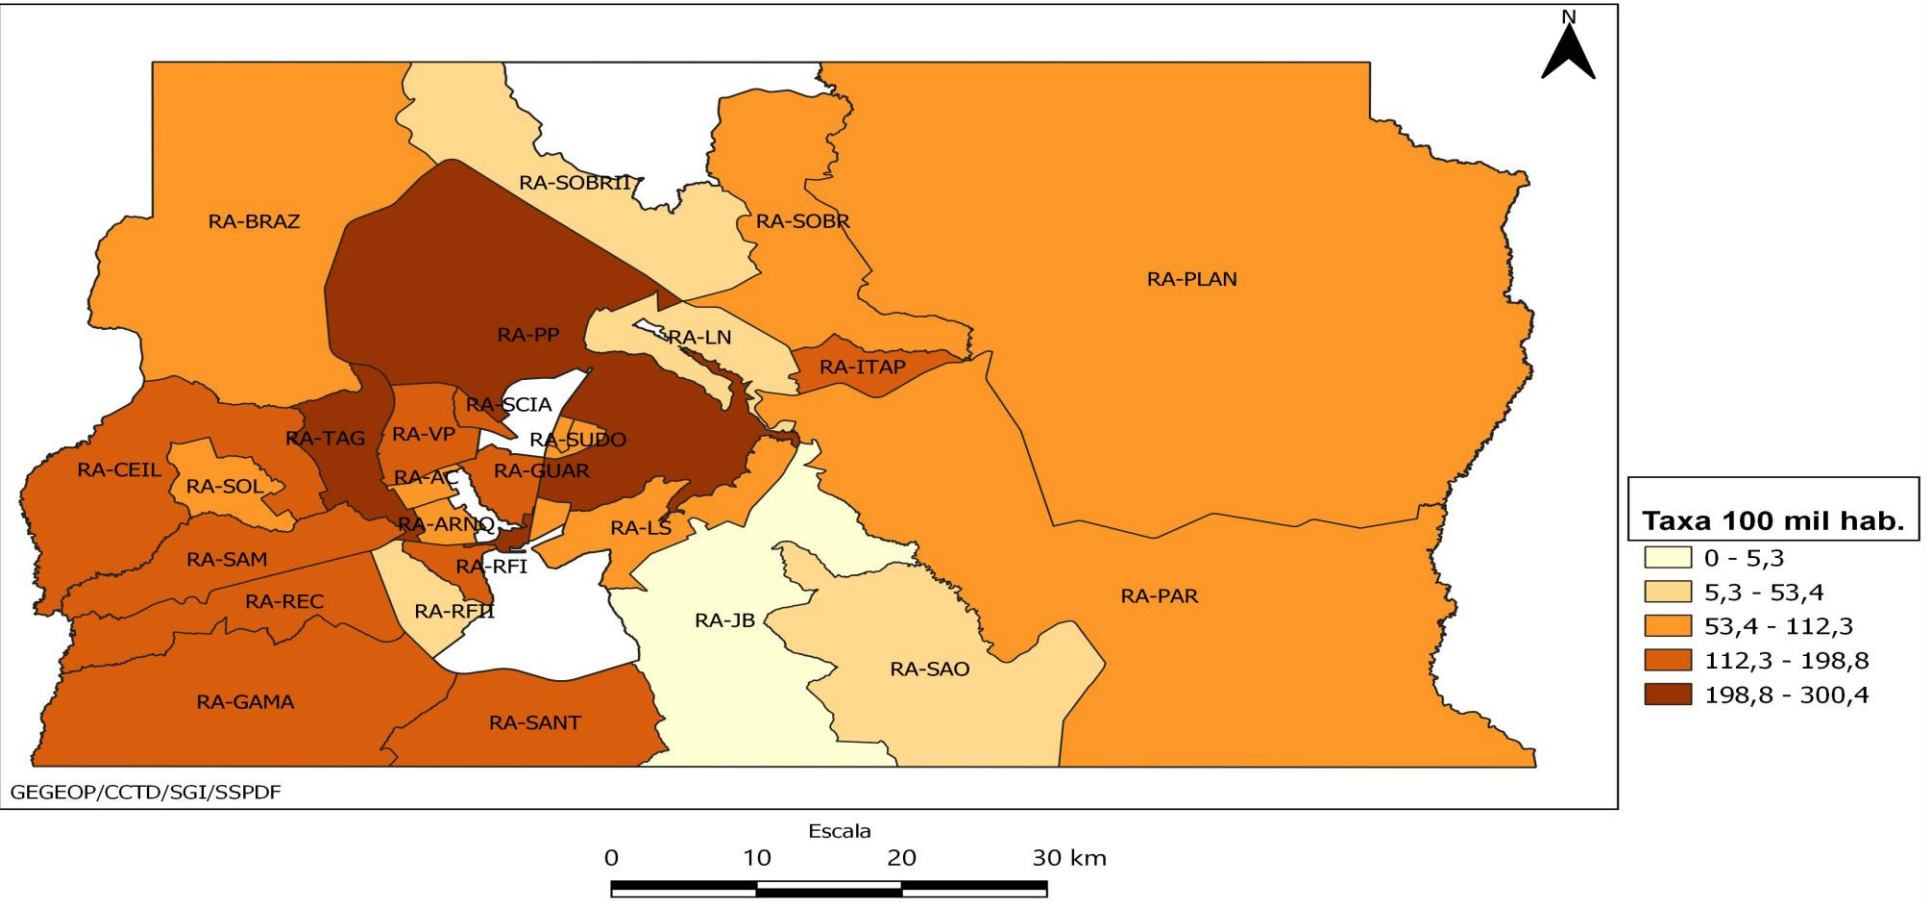 N
RA-SOBRII
RA-BRAZ
RA-SOBR
RA-PLAN
RA-PP
RA-LN
RA-ITAP
RA-SCIA
RA-TAG
RA-VP
RA-SUDO
RA-CEIL
RA-SOL
RA-AC
RA-GUAR
RA-ARNQ
RA-LS
RA-SAM
RA-RFI
RA-REC
RA-RFII
RA-JB
RA-PAR
RA-SAO
RA-GAMA
RA-SANT
GEGEOP/CCTD/SGI/SSPDF
Taxa 100 mil hab.
0 - 5,3
5,3 - 53,4
53,4 - 112,3
112,3 - 198,8
198,8 - 300,4
Escala
0 10 20 30 km